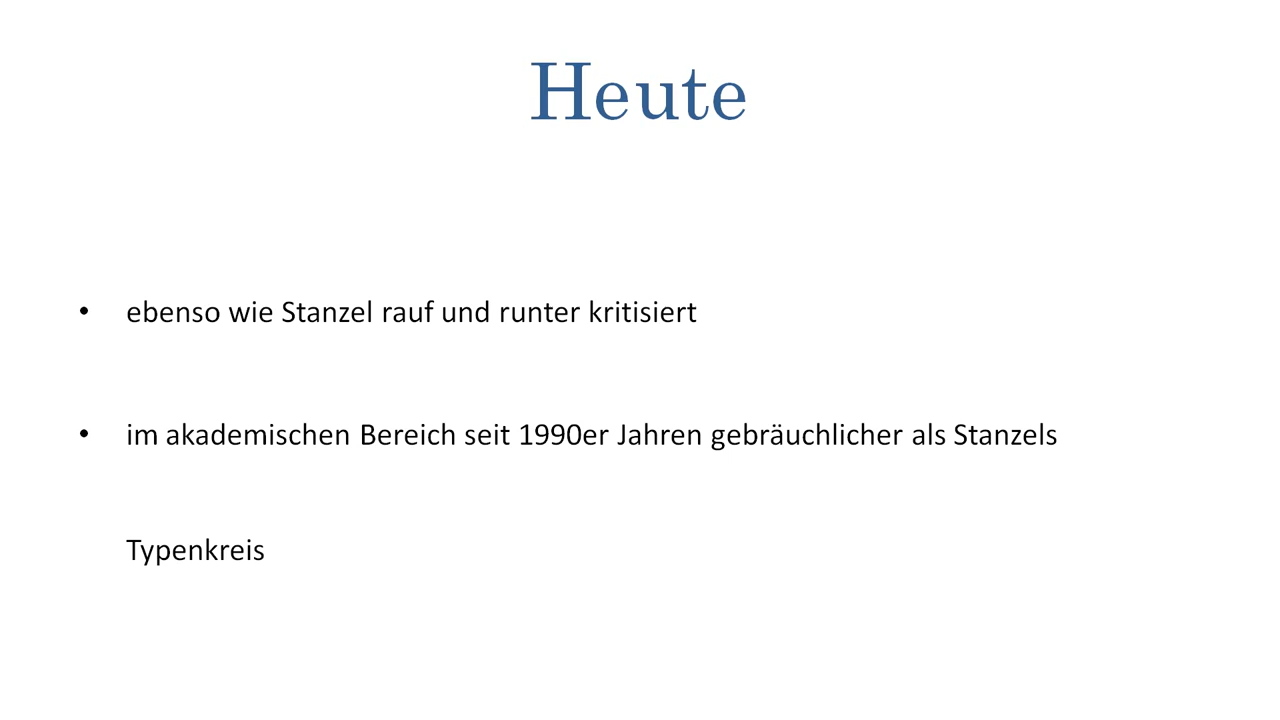 Heute
• ebenso wie Stanzel rauf und runter kritisiert
• im akademischen Bereich seit 1990er Jahren gebräuchlicher als Stanzels
Typenkreis